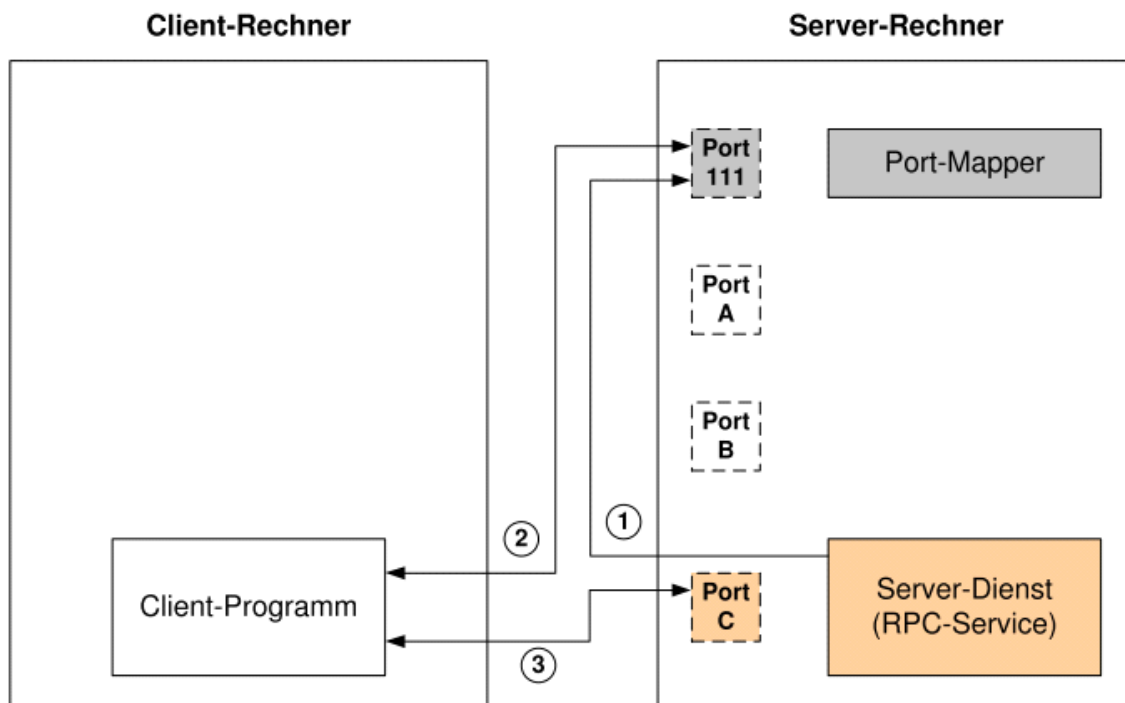 Client-Rechner
Server-Rechner
Port
111
Port-Mapper
Port
A
Port
B
2
1
Client-Programm
Port
C
Server-Dienst
(RPC-Service)
3